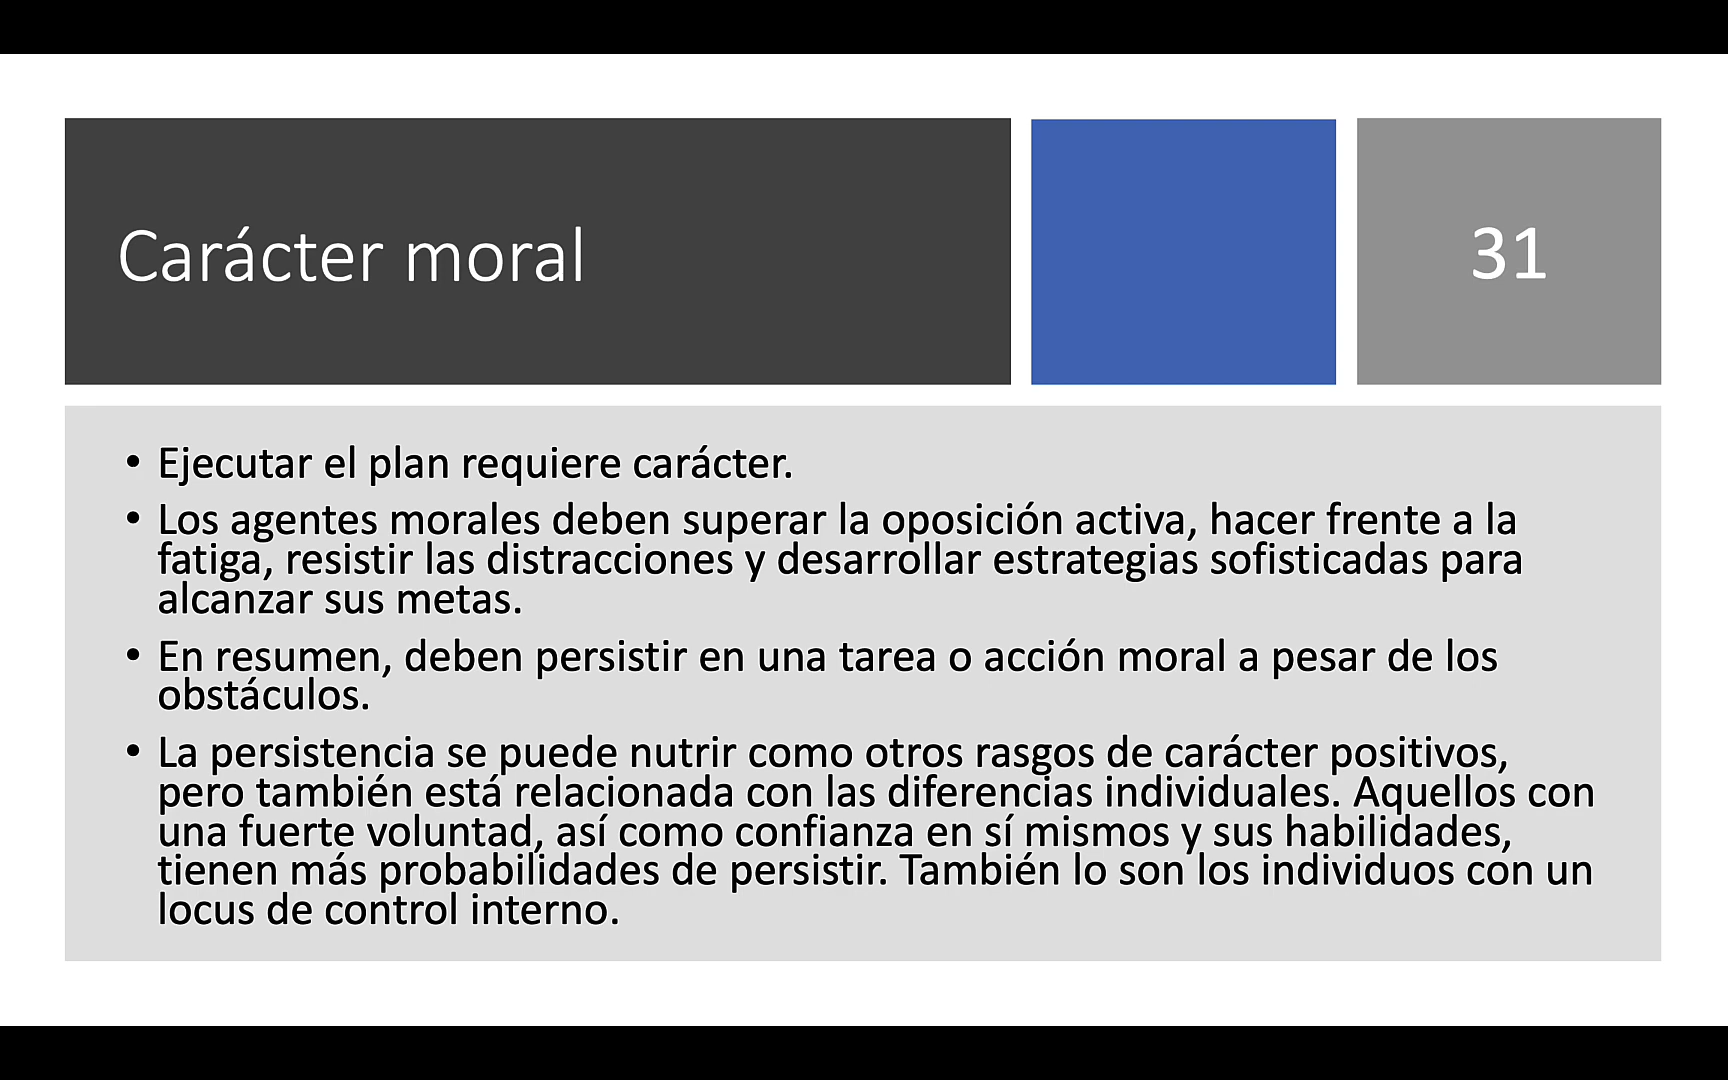 Carácter moral
31
• Ejecutar el plan requiere carácter.
• Los agentes morales deben superar la oposición activa, hacer frente a la
fatiga, resistir las distracciones y desarrollar estrategias sofisticadas para
alcanzar sus metas.
• En resumen, deben persistir en una tarea o acción moral a pesar de los
obstáculos.
• La persistencia se puede nutrir como otros rasgos de carácter positivos,
pero también está relacionada con las diferencias individuales. Aquellos con
una fuerte voluntad, así como confianza en sí mismos y sus habilidades,
tienen más probabilidades de persistir. También lo son los individuos con un
locus de control interno.